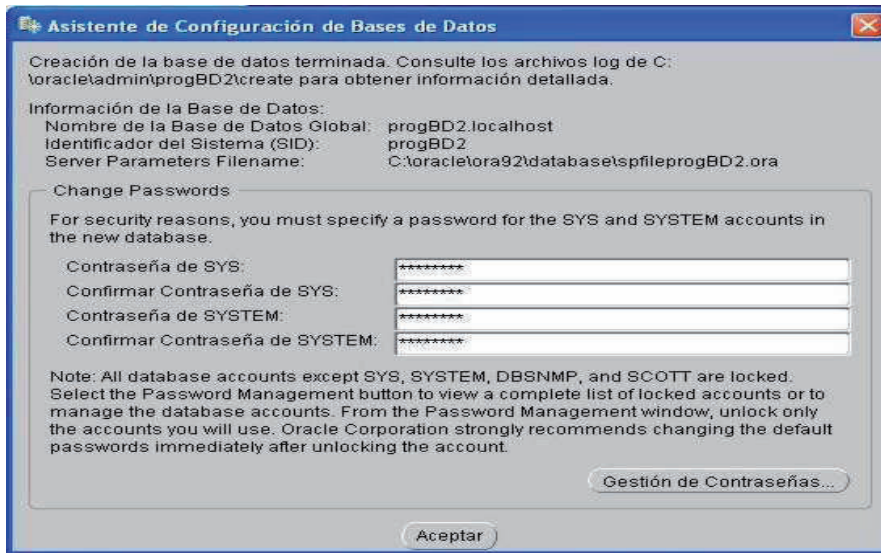 Asistente de Configuración de Bases de Datos
Creación de la base de datos terminada. Consulte los archivos log de C:
\oracle\admin\progBD2\create para obtener información detallada.
Información de la Base de Datos:
Nombre de la Base de Datos Global: progBD2.localhost
Identificador del Sistema (SID): progBD2
Server Parameters Filename: C:\oracle\ora92\database\spfileprogBD2.ora
Change Passwords
For security reasons, you must specify a password for the SYS and SYSTEM accounts in
the new database.
Contraseña de SYS: ********
Confirmar Contraseña de SYS: ********
Contraseña de SYSTEM: ********
Confirmar Contraseña de SYSTEM: ********
Note: All database accounts except SYS, SYSTEM, DBSNMP, and SCOTT are locked.
Select the Password Management button to view a complete list of locked accounts or to
manage the database accounts. From the Password Management window, unlock only
the accounts you will use. Oracle Corporation strongly recommends changing the default
passwords immediately after unlocking the account.
Gestión de Contraseñas...
Aceptar